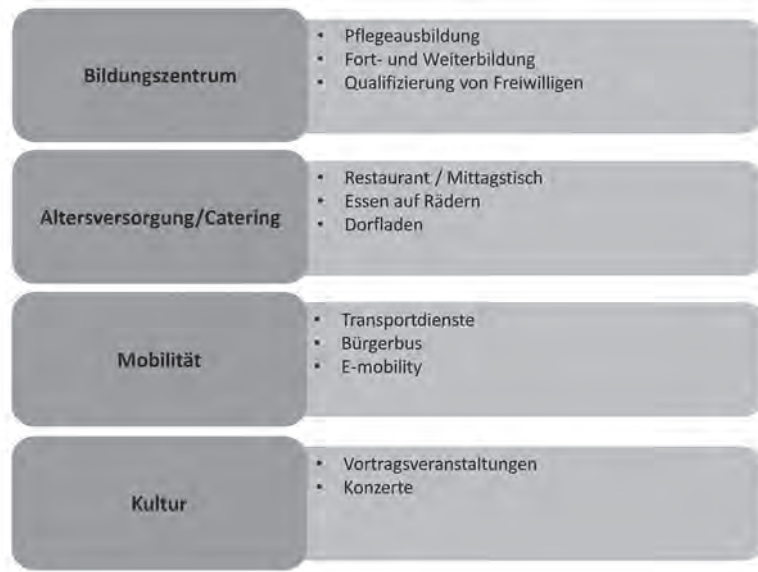 Bildungszentrum
• Pflegeausbildung
• Fort- und Weiterbildung
• Qualifizierung von Freiwilligen
Altersversorgung/Catering
• Restaurant / Mittagstisch
• Essen auf Rädern
• Dorfladen
Mobilität
• Transportdienste
• Bürgerbus
• E-mobility
Kultur
• Vortragsveranstaltungen
• Konzerte